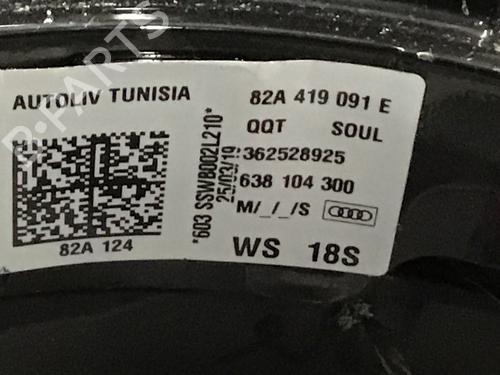 AUTOLIV TUNISIA
82A 124
*603 SSWB002L210*
25/03/19
82A 419 091 E
QQT SOUL
362528925
638 104 300
M/_/_/S
WS 18S
B-PARTS